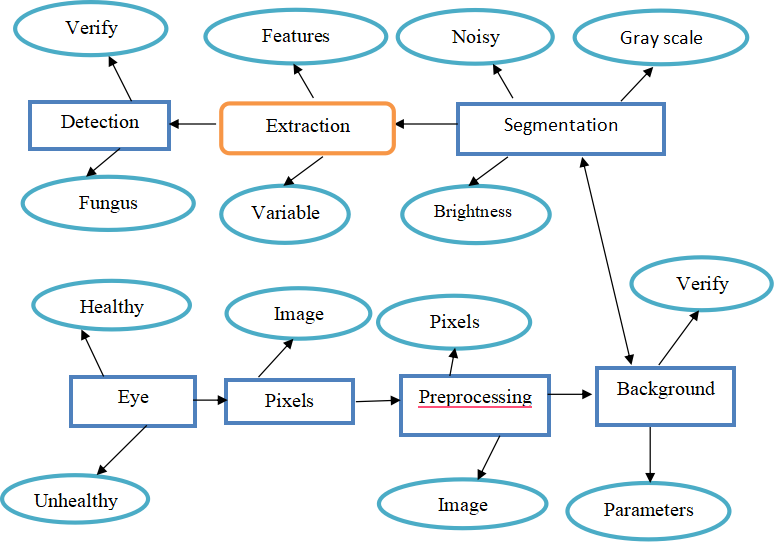 Verify
Features
Noisy
Gray scale
Detection
Extraction
Segmentation
Fungus
Variable
Brightness
Healthy
Image
Pixels
Verify
Eye
Pixels
Preprocessing
Background
Unhealthy
Image
Parameters